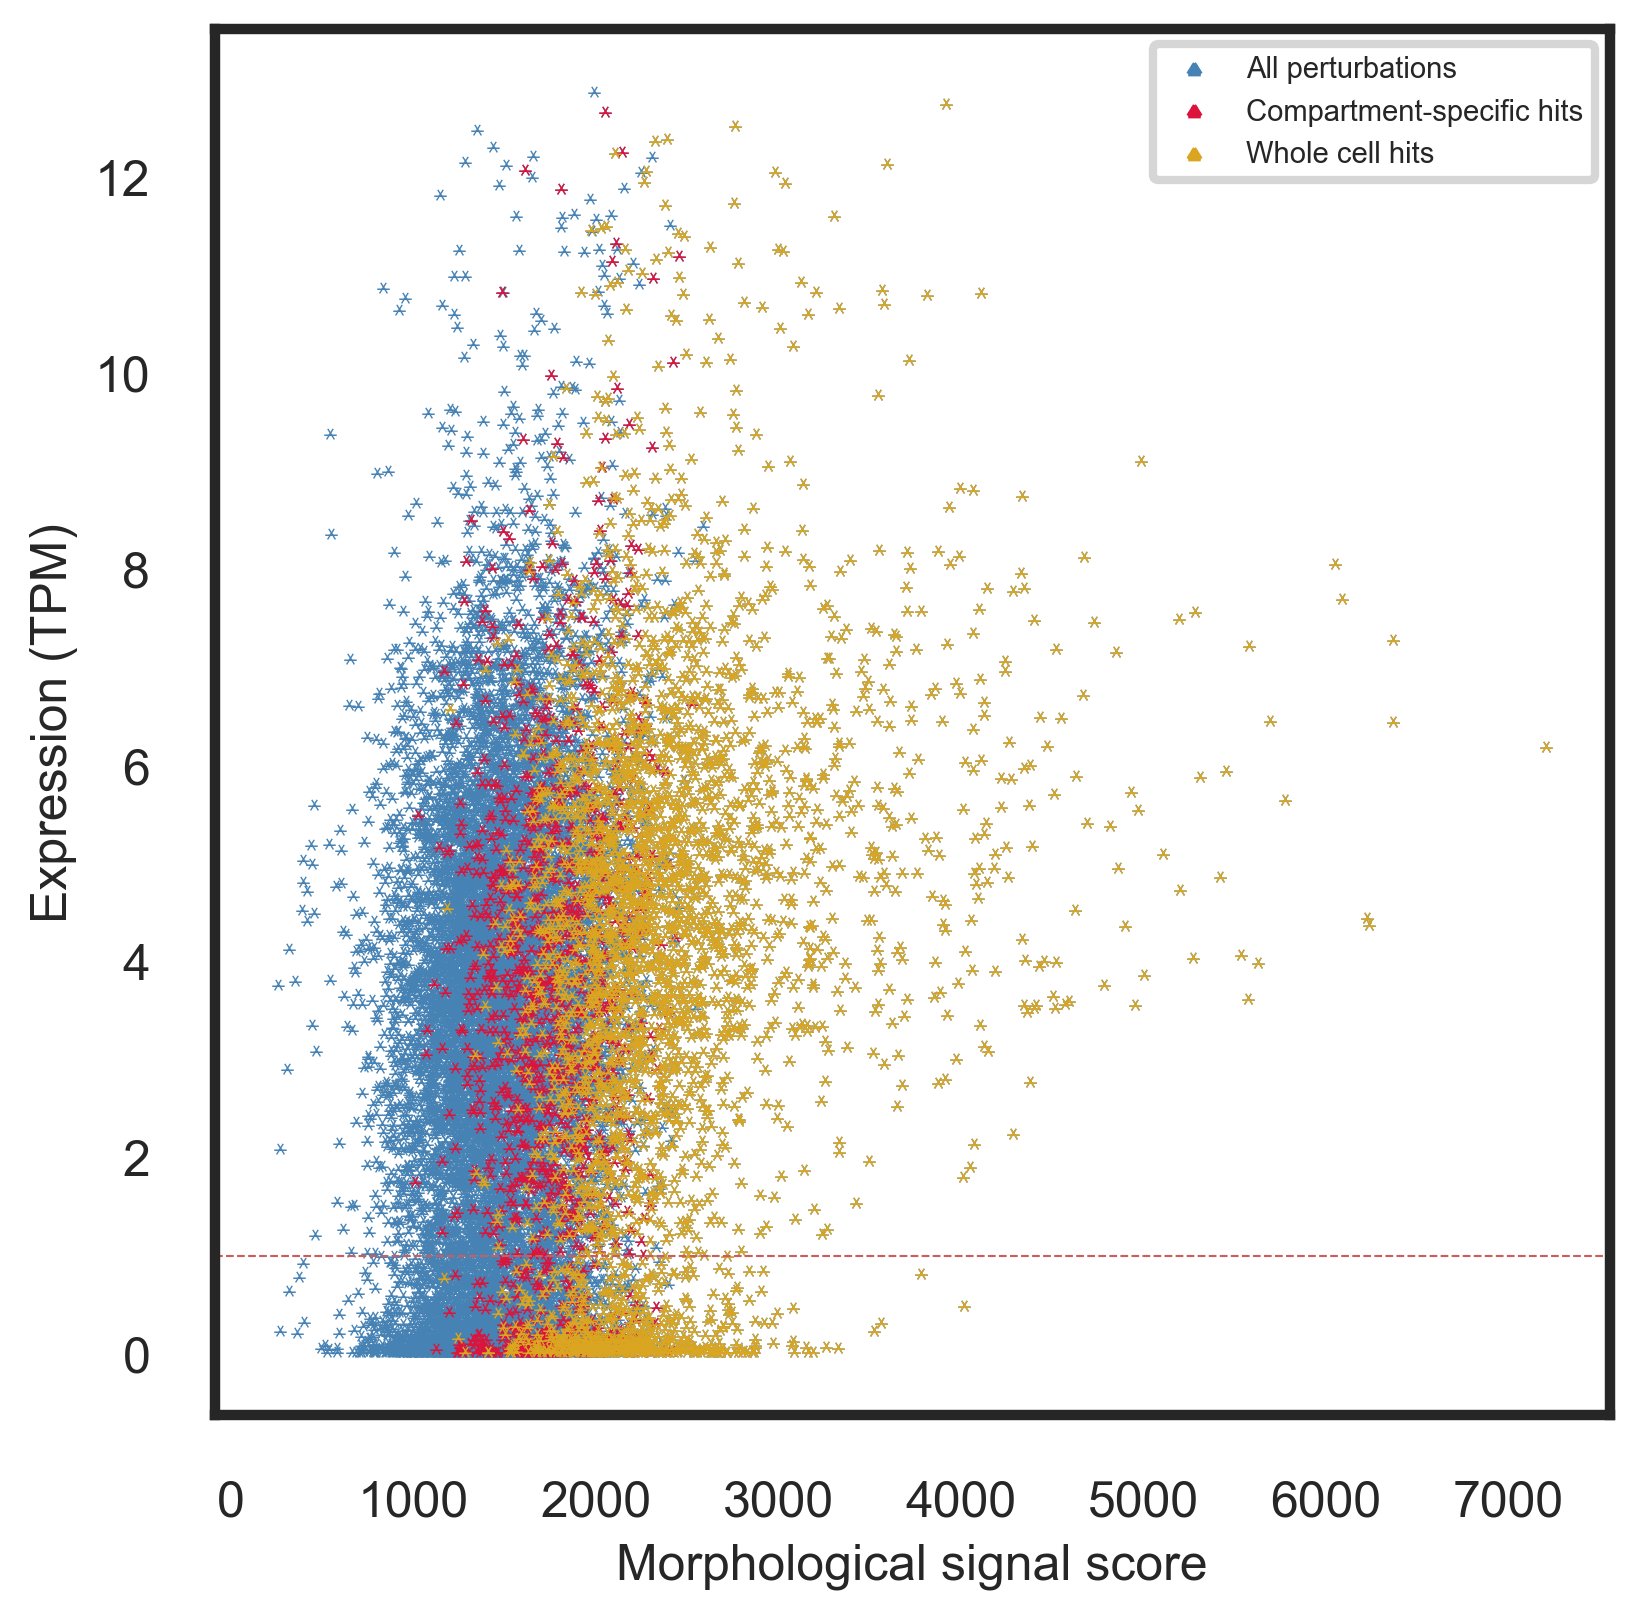 All perturbations
Compartment-specific hits
Whole cell hits
12
10
8
6
4
2
0
Expression (TPM)
0 1000 2000 3000 4000 5000 6000 7000
Morphological signal score